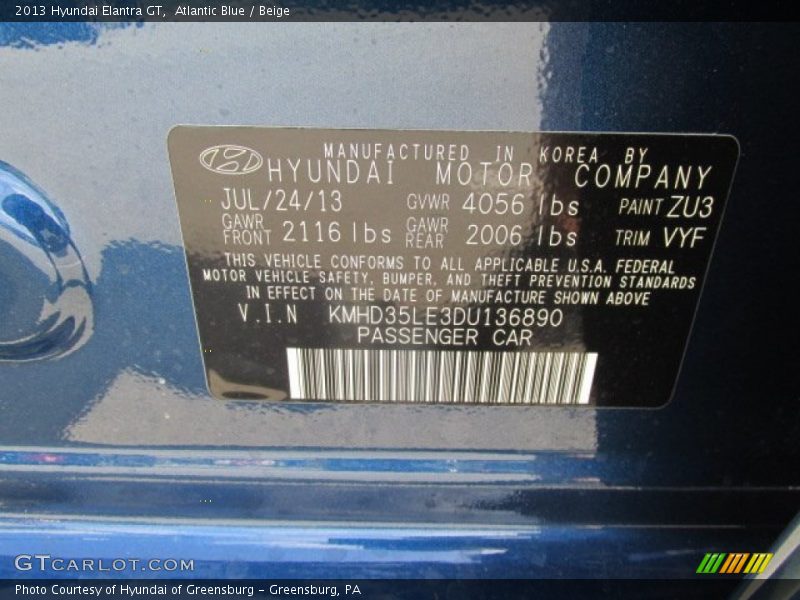 2013 Hyundai Elantra GT,  Atlantic Blue / Beige
MANUFACTURED IN KOREA BY
HYUNDAI MOTOR COMPANY
JUL/24/13 GVWR 4056 lbs PAINT ZU3
GAWR FRONT 2116 lbs GAWR REAR 2006 lbs TRIM VYF
THIS VEHICLE CONFORMS TO ALL APPLICABLE U.S.A. FEDERAL
MOTOR VEHICLE SAFETY, BUMPER, AND THEFT PREVENTION STANDARDS
IN EFFECT ON THE DATE OF MANUFACTURE SHOWN ABOVE
V.I.N KMHD35LE3DU136890
PASSENGER CAR
GTCARLOT.COM
Photo Courtesy of Hyundai of Greensburg - Greensburg, PA